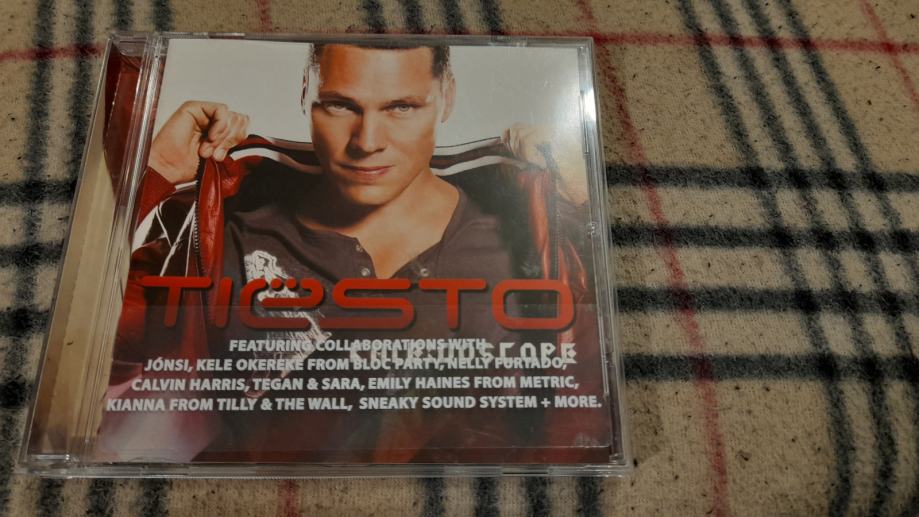 TIËSTO
FEATURING COLLABORATIONS WITH
KALEIDOSCOPE
JÓNSI, KELE OKEREKE FROM BLOC PARTY, NELLY FURTADO,
CALVIN HARRIS, TEGAN & SARA, EMILY HAINES FROM METRIC,
KIANNA FROM TILLY & THE WALL, SNEAKY SOUND SYSTEM + MORE.